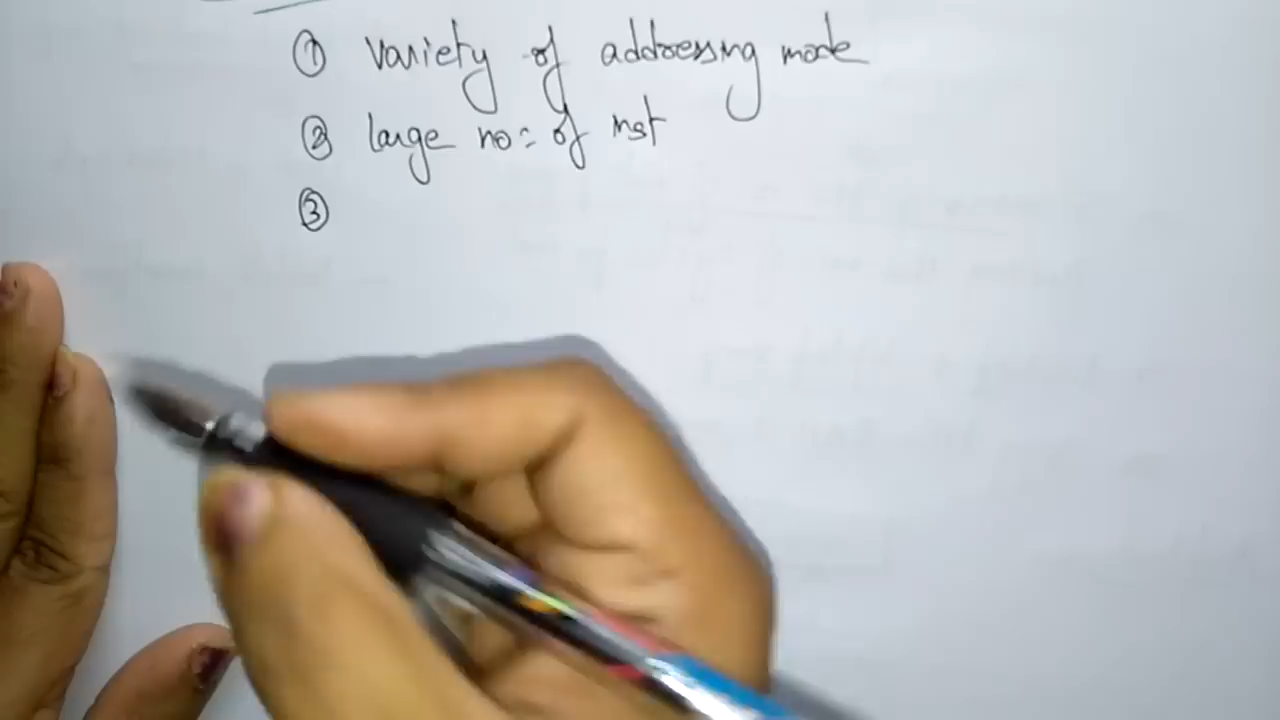 ① variety of addressing mode
② large no: of inst
③